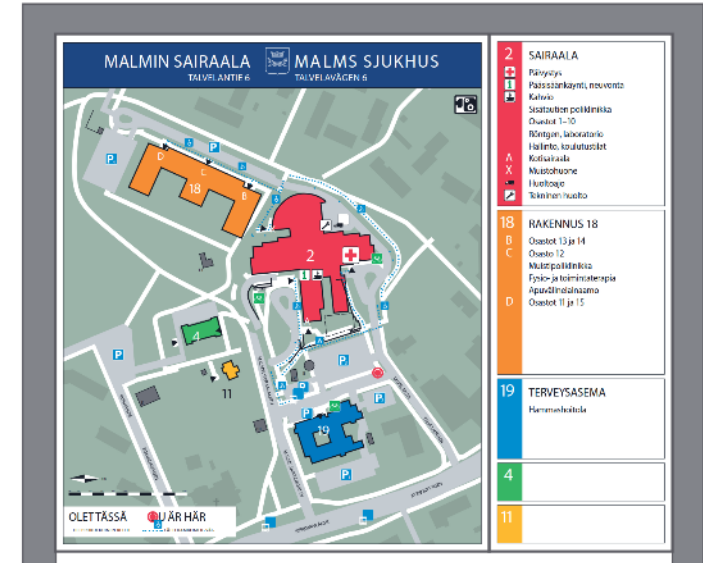 MALMIN SAIRAALA
TALVELANTIE 6
MALMS SJUKHUS
TALVELAVÄGEN 6
D
C
18
B
P
P
2
i
4
11
P
P
P
19
P
P
OLET TÄSSÄ
DU ÄR HÄR
2 SAIRAALA
Päivystys
i Pääsisäänkäynti, neuvonta
Kahvio
Sisätautien poliklinikka
Osastot 1–10
Röntgen, laboratorio
Hallinto, koulutustilat
A Kotisairaala
X Muistohuone
Huoltoajo
Tekninen huolto
18 RAKENNUS 18
B Osastot 13 ja 14
C Osasto 12
Muistipoliklinikka
Fysio- ja toimintaterapia
Apuvälinelainaamo
D Osastot 11 ja 15
19 TERVEYSASEMA
Hammashoitola
4
11